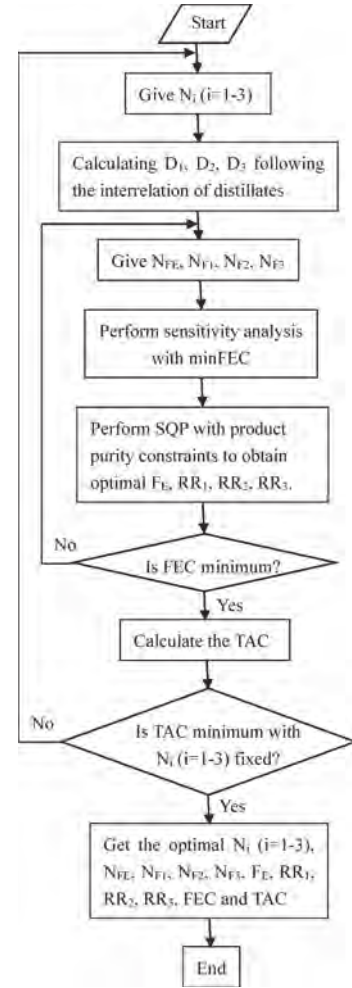 Start
Give Nᵢ (i=1-3)
Calculating D₁, D₂, D₃ following
the interrelation of distillates
Give N_FE, N_F1, N_F2, N_F3
Perform sensitivity analysis
with minFEC
Perform SQP with product
purity constraints to obtain
optimal F_E, RR₁, RR₂, RR₃.
No
Is FEC minimum?
Yes
Calculate the TAC
No
Is TAC minimum with
Nᵢ (i=1-3) fixed?
Yes
Get the optimal Nᵢ (i=1-3),
N_FE, N_F1, N_F2, N_F3, F_E, RR₁,
RR₂, RR₃, FEC and TAC
End